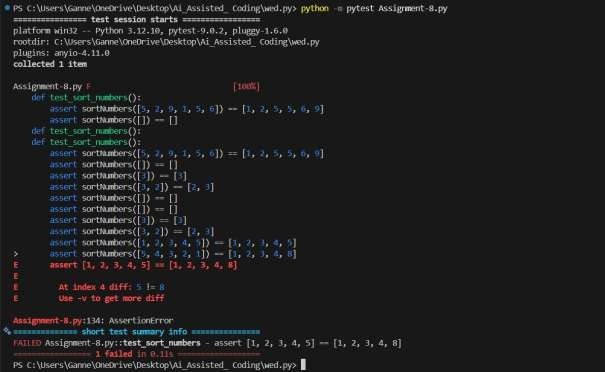 PS C:\Users\Ganne\OneDrive\Desktop\Ai_Assisted_ Coding\wed.py> python -m pytest Assignment-8.py
================= test session starts ==================
platform win32 -- Python 3.12.10, pytest-9.0.2, pluggy-1.6.0
rootdir: C:\Users\Ganne\OneDrive\Desktop\Ai_Assisted_ Coding\wed.py
plugins: anyio-4.11.0
collected 1 item

Assignment-8.py F                                [100%]
    def test_sort_numbers():
        assert sortNumbers([5, 2, 9, 1, 5, 6]) == [1, 2, 5, 5, 6, 9]
        assert sortNumbers([]) == []
    def test_sort_numbers():
    def test_sort_numbers():
        assert sortNumbers([5, 2, 9, 1, 5, 6]) == [1, 2, 5, 5, 6, 9]
        assert sortNumbers([]) == []
        assert sortNumbers([3]) == [3]
        assert sortNumbers([3, 2]) == [2, 3]
        assert sortNumbers([]) == []
        assert sortNumbers([]) == []
        assert sortNumbers([3]) == [3]
        assert sortNumbers([3, 2]) == [2, 3]
        assert sortNumbers([1, 2, 3, 4, 5]) == [1, 2, 3, 4, 5]
>       assert sortNumbers([5, 4, 3, 2, 1]) == [1, 2, 3, 4, 8]
E       assert [1, 2, 3, 4, 5] == [1, 2, 3, 4, 8]
E
E         At index 4 diff: 5 != 8
E         Use -v to get more diff

Assignment-8.py:134: AssertionError
=============== short test summary info ================
FAILED Assignment-8.py::test_sort_numbers - assert [1, 2, 3, 4, 5] == [1, 2, 3, 4, 8]
================== 1 failed in 0.11s ===================
PS C:\Users\Ganne\OneDrive\Desktop\Ai_Assisted_ Coding\wed.py>